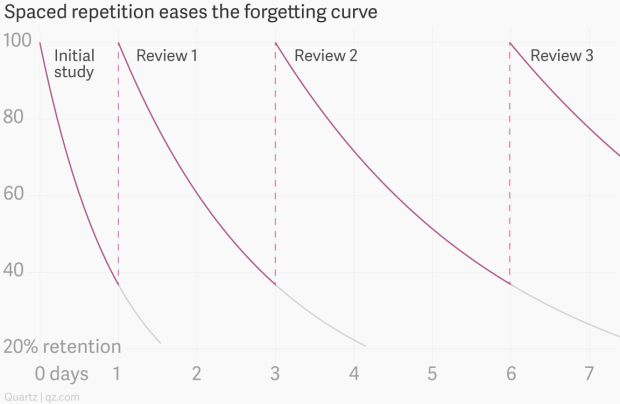 Spaced repetition eases the forgetting curve
100
Initial
study
Review 1
Review 2
Review 3
80
60
40
20% retention
0 days
1
2
3
4
5
6
7
Quartz | qz.com